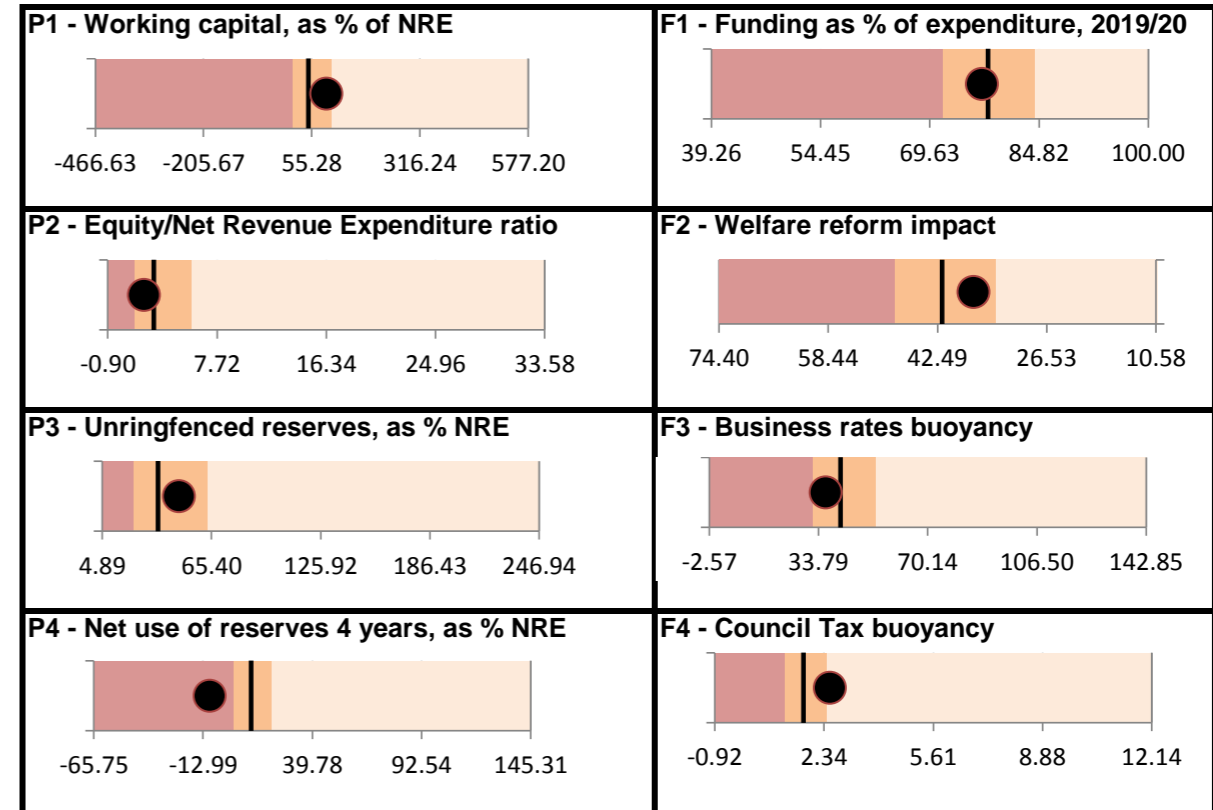 P1 - Working capital, as % of NRE
-466.63 -205.67 55.28 316.24 577.20
F1 - Funding as % of expenditure, 2019/20
39.26 54.45 69.63 84.82 100.00
P2 - Equity/Net Revenue Expenditure ratio
-0.90 7.72 16.34 24.96 33.58
F2 - Welfare reform impact
74.40 58.44 42.49 26.53 10.58
P3 - Unringfenced reserves, as % NRE
4.89 65.40 125.92 186.43 246.94
F3 - Business rates buoyancy
-2.57 33.79 70.14 106.50 142.85
P4 - Net use of reserves 4 years, as % NRE
-65.75 -12.99 39.78 92.54 145.31
F4 - Council Tax buoyancy
-0.92 2.34 5.61 8.88 12.14